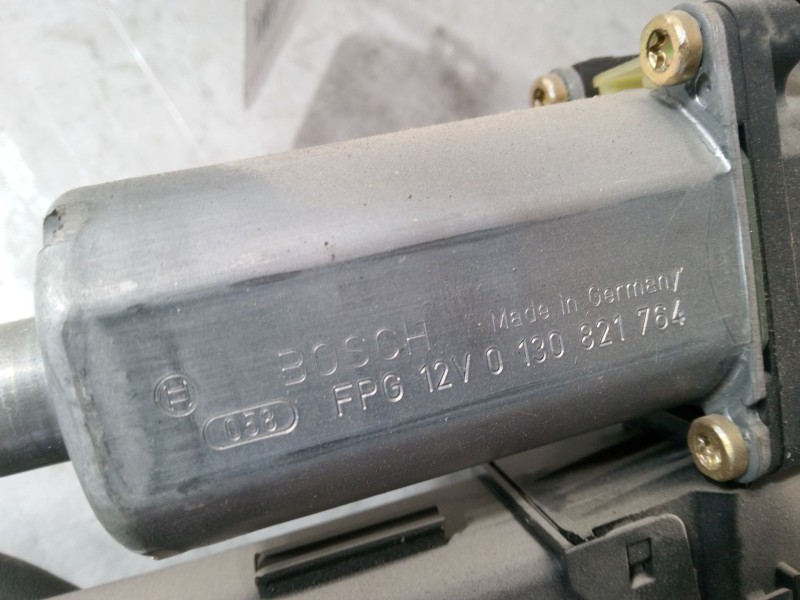 BOSCH Made in Germany
058 FPG 12V 0 130 821 764